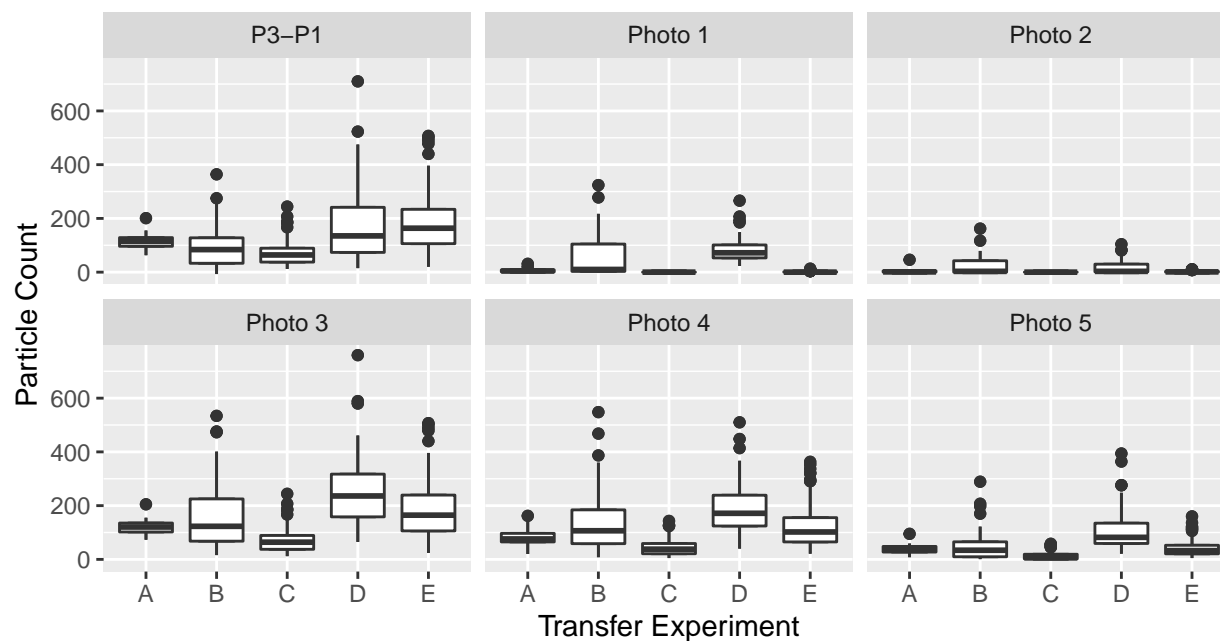 P3−P1 Photo 1 Photo 2
600
400
200
0
Photo 3 Photo 4 Photo 5
600
400
200
0
A B C D E A B C D E A B C D E
Transfer Experiment
Particle Count